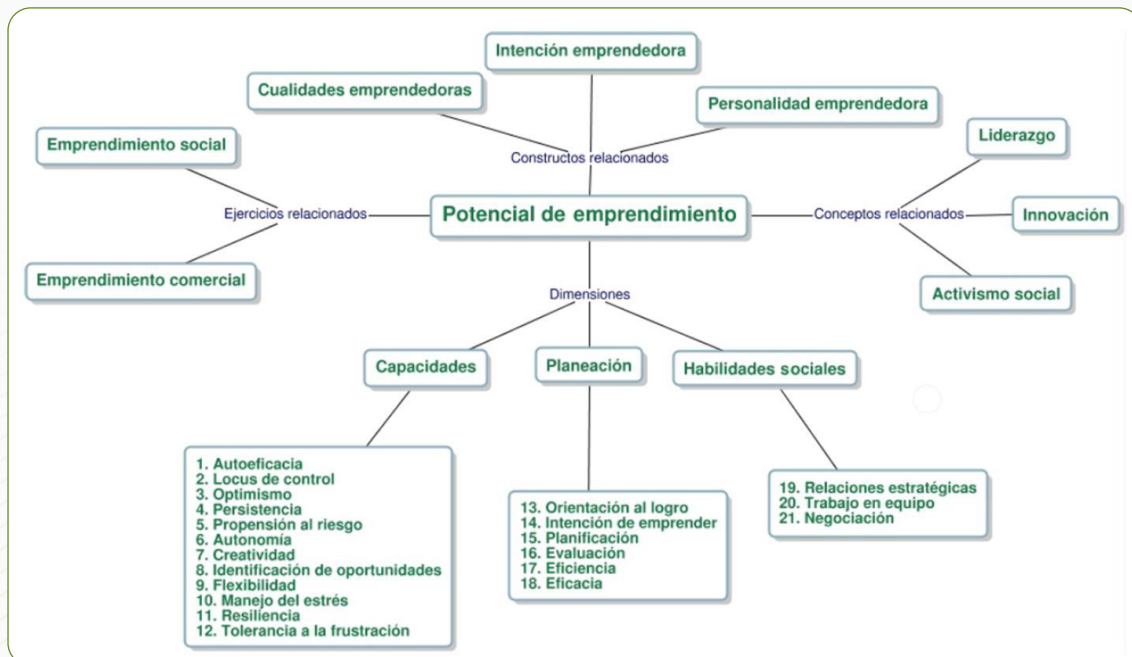 Intención emprendedora
Cualidades emprendedoras
Personalidad emprendedora
Emprendimiento social
Liderazgo
Constructos relacionados
Ejercicios relacionados
Potencial de emprendimiento
Conceptos relacionados
Innovación
Emprendimiento comercial
Activismo social
Dimensiones
Capacidades
Planeación
Habilidades sociales
1. Autoeficacia
2. Locus de control
3. Optimismo
4. Persistencia
5. Propensión al riesgo
6. Autonomía
7. Creatividad
8. Identificación de oportunidades
9. Flexibilidad
10. Manejo del estrés
11. Resiliencia
12. Tolerancia a la frustración
13. Orientación al logro
14. Intención de emprender
15. Planificación
16. Evaluación
17. Eficiencia
18. Eficacia
19. Relaciones estratégicas
20. Trabajo en equipo
21. Negociación